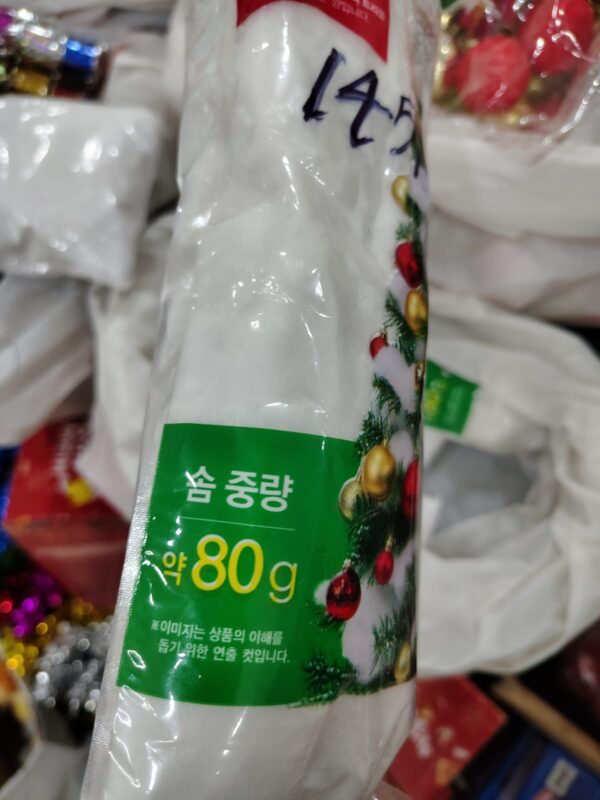 145
솜 중량
약 80g
※이미지는 상품의 이해를
돕기 위한 연출 컷입니다.